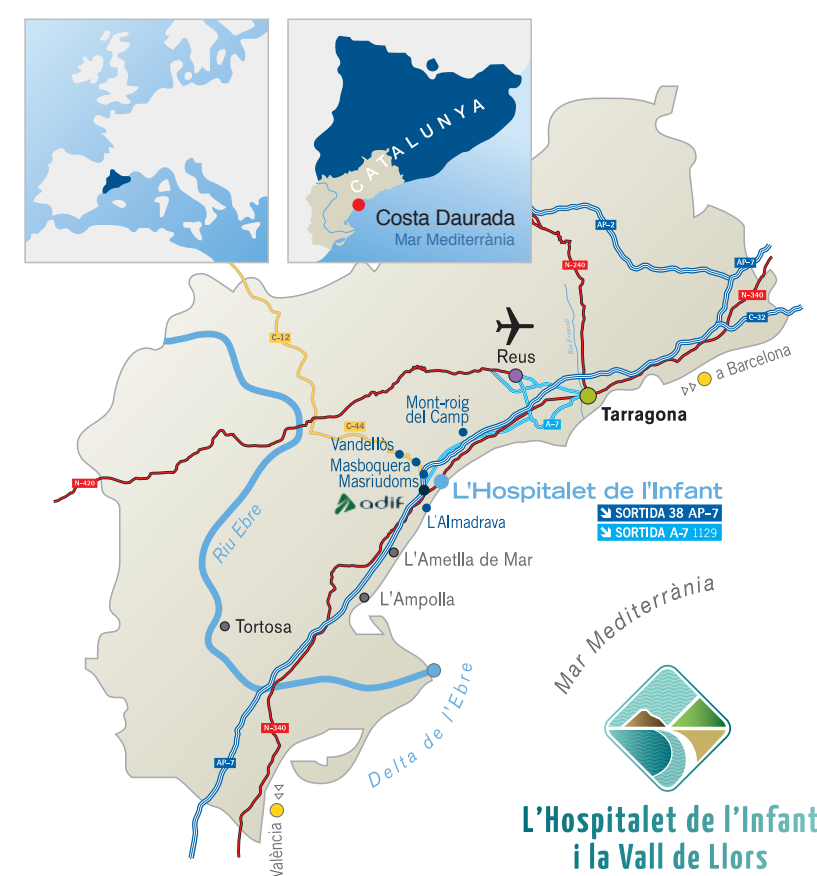 CATALUNYA
Costa Daurada
Mar Mediterrània
AP-2
AP-7
N-240
N-340
C-32
Riu Francolí
C-12
Reus
a Barcelona
Mont-roig
del Camp
Tarragona
C-44
A-7
Vandellòs
Masboquera
Masriudoms
N-420
L'Hospitalet de l'Infant
adif
SORTIDA 38 AP-7
L'Almadrava
SORTIDA A-7 1129
Riu Ebre
L'Ametlla de Mar
L'Ampolla
Mar Mediterrània
Tortosa
Delta de l'Ebre
N-340
AP-7
València
L'Hospitalet de l'Infant
i la Vall de Llors